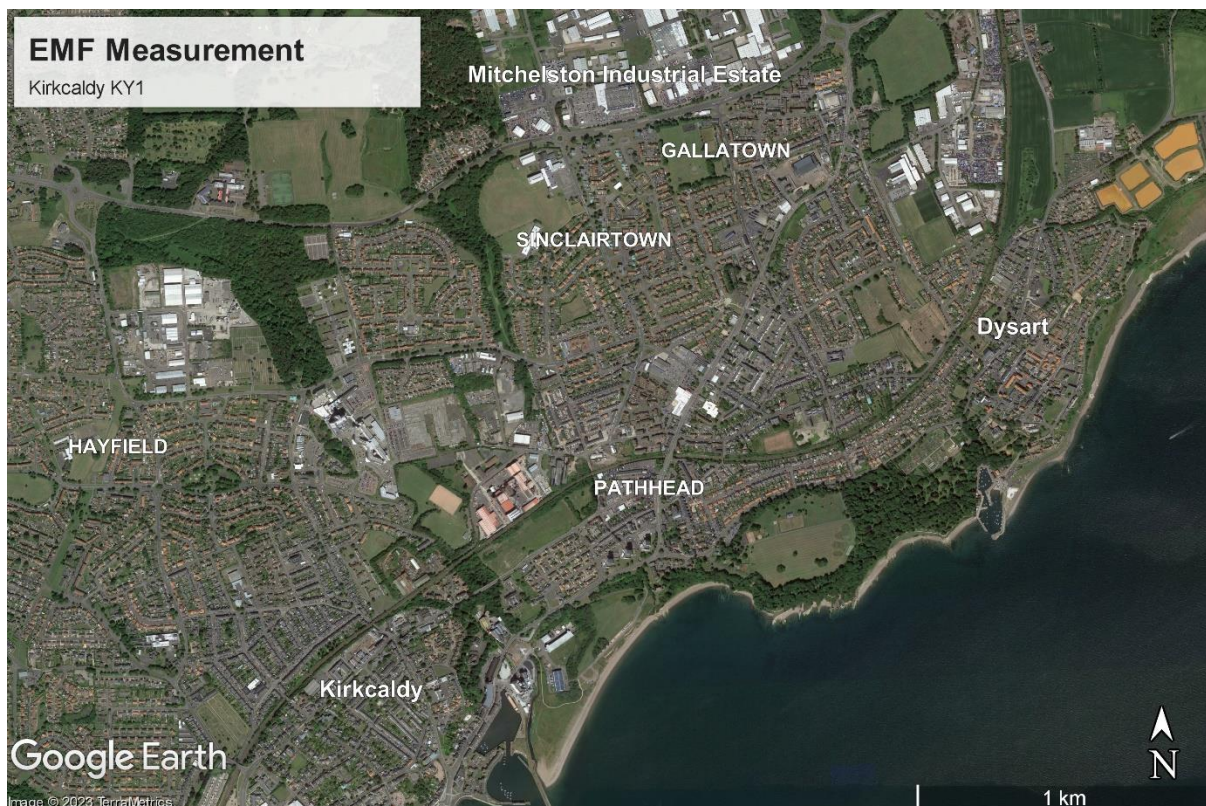 EMF Measurement
Kirkcaldy KY1
Mitchelston Industrial Estate
GALLATOWN
SINCLAIRTOWN
Dysart
HAYFIELD
PATHHEAD
Kirkcaldy
Google Earth
Image © 2023 TerraMetrics
N
1 km